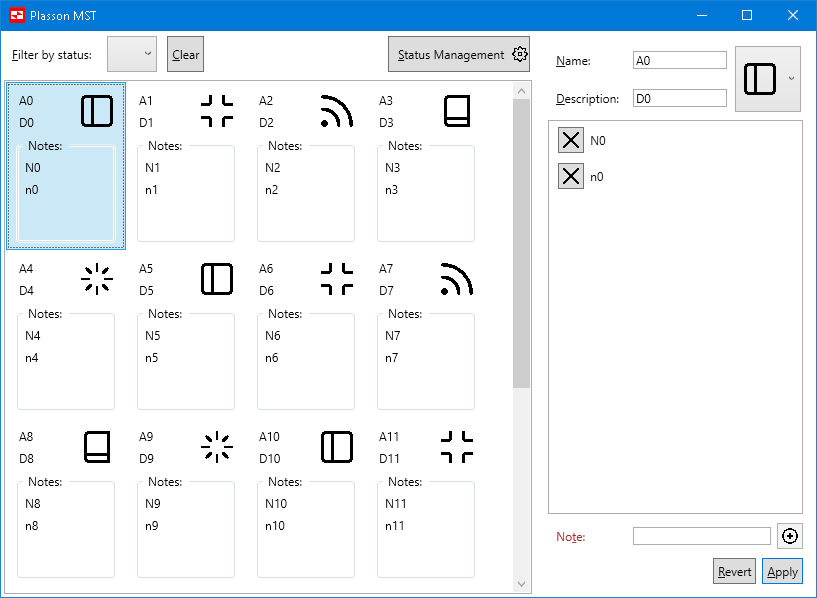 Plasson MST
Filter by status:
Clear
Status Management
A0
D0
Notes:
N0
n0
A1
D1
Notes:
N1
n1
A2
D2
Notes:
N2
n2
A3
D3
Notes:
N3
n3
A4
D4
Notes:
N4
n4
A5
D5
Notes:
N5
n5
A6
D6
Notes:
N6
n6
A7
D7
Notes:
N7
n7
A8
D8
Notes:
N8
n8
A9
D9
Notes:
N9
n9
A10
D10
Notes:
N10
n10
A11
D11
Notes:
N11
n11
Name:
A0
Description:
D0
N0
n0
Note:
Revert
Apply